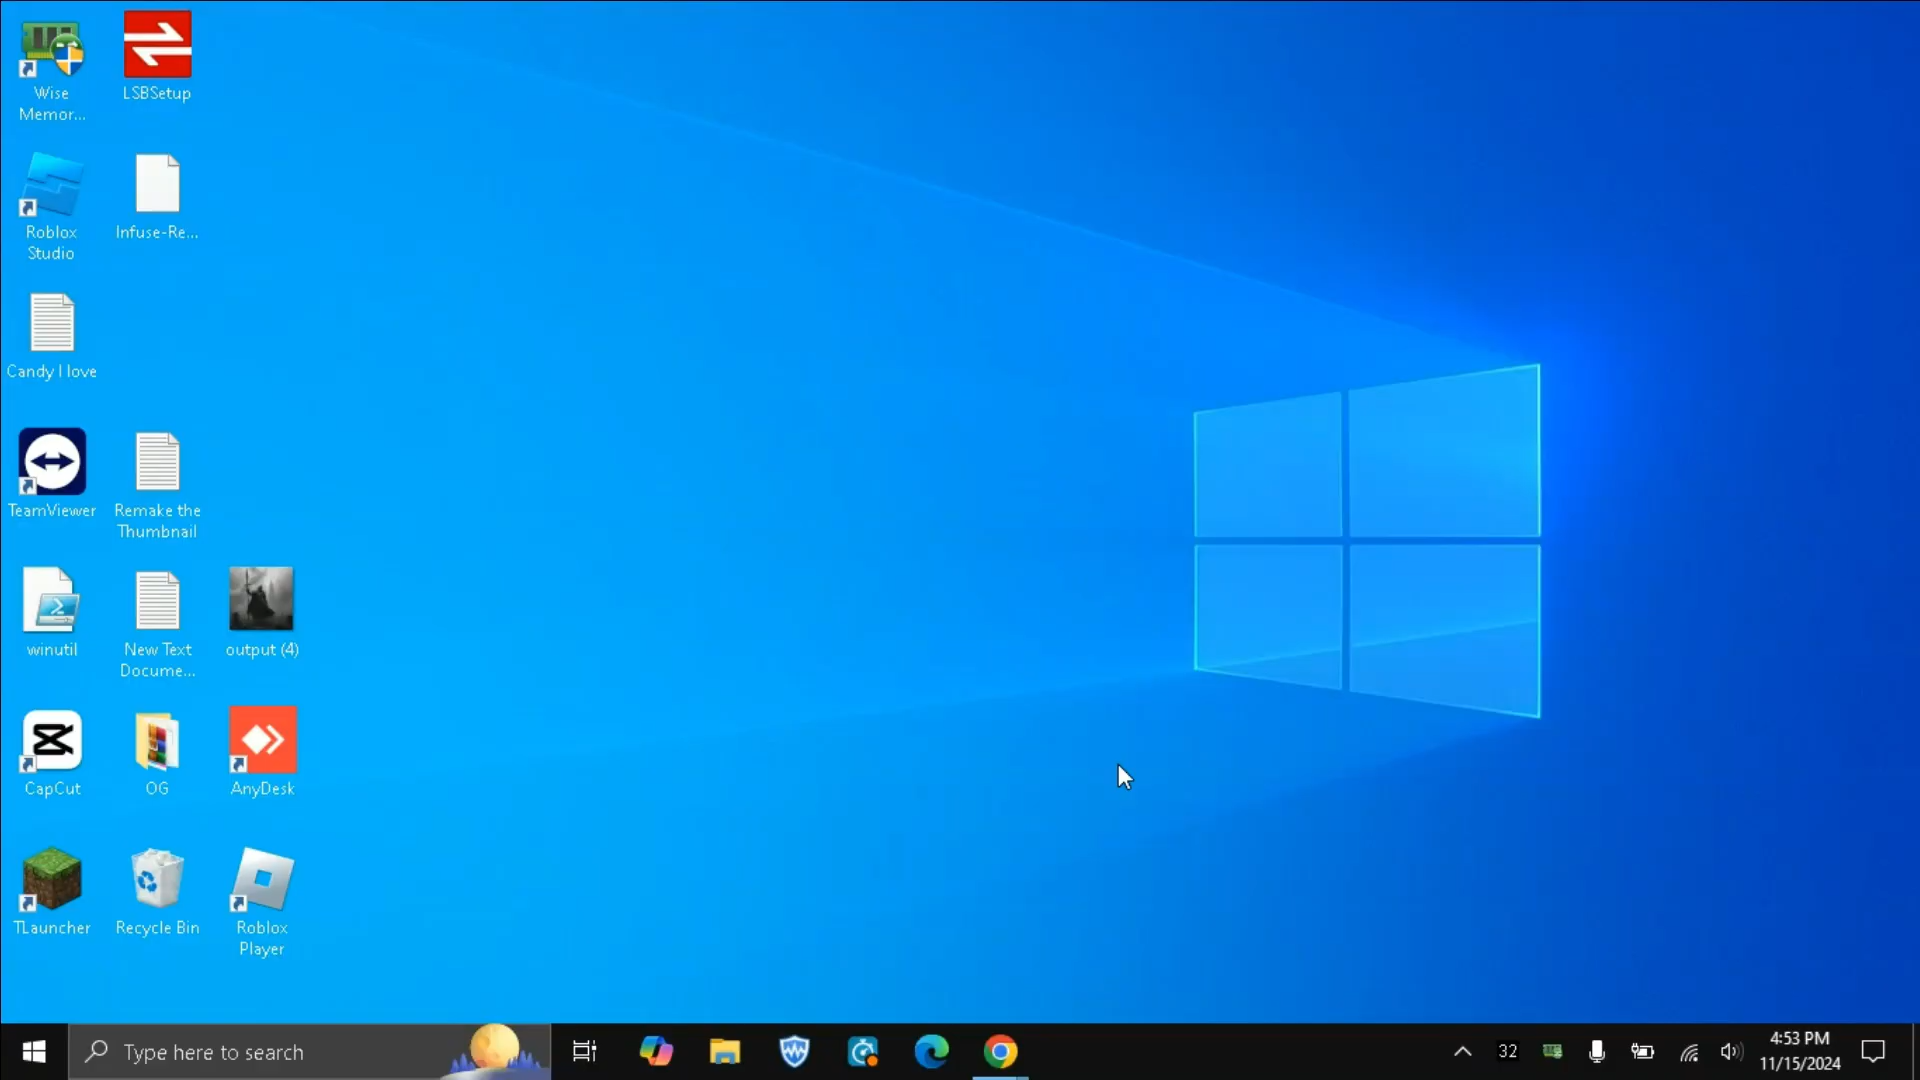 Wise
Memor...
LSBSetup
Roblox
Studio
Infuse-Re...
Candy I love
TeamViewer
Remake the
Thumbnail
winutil
New Text
Docume...
output (4)
CapCut
OG
AnyDesk
TLauncher
Recycle Bin
Roblox
Player
Type here to search
32
4:53 PM
11/15/2024